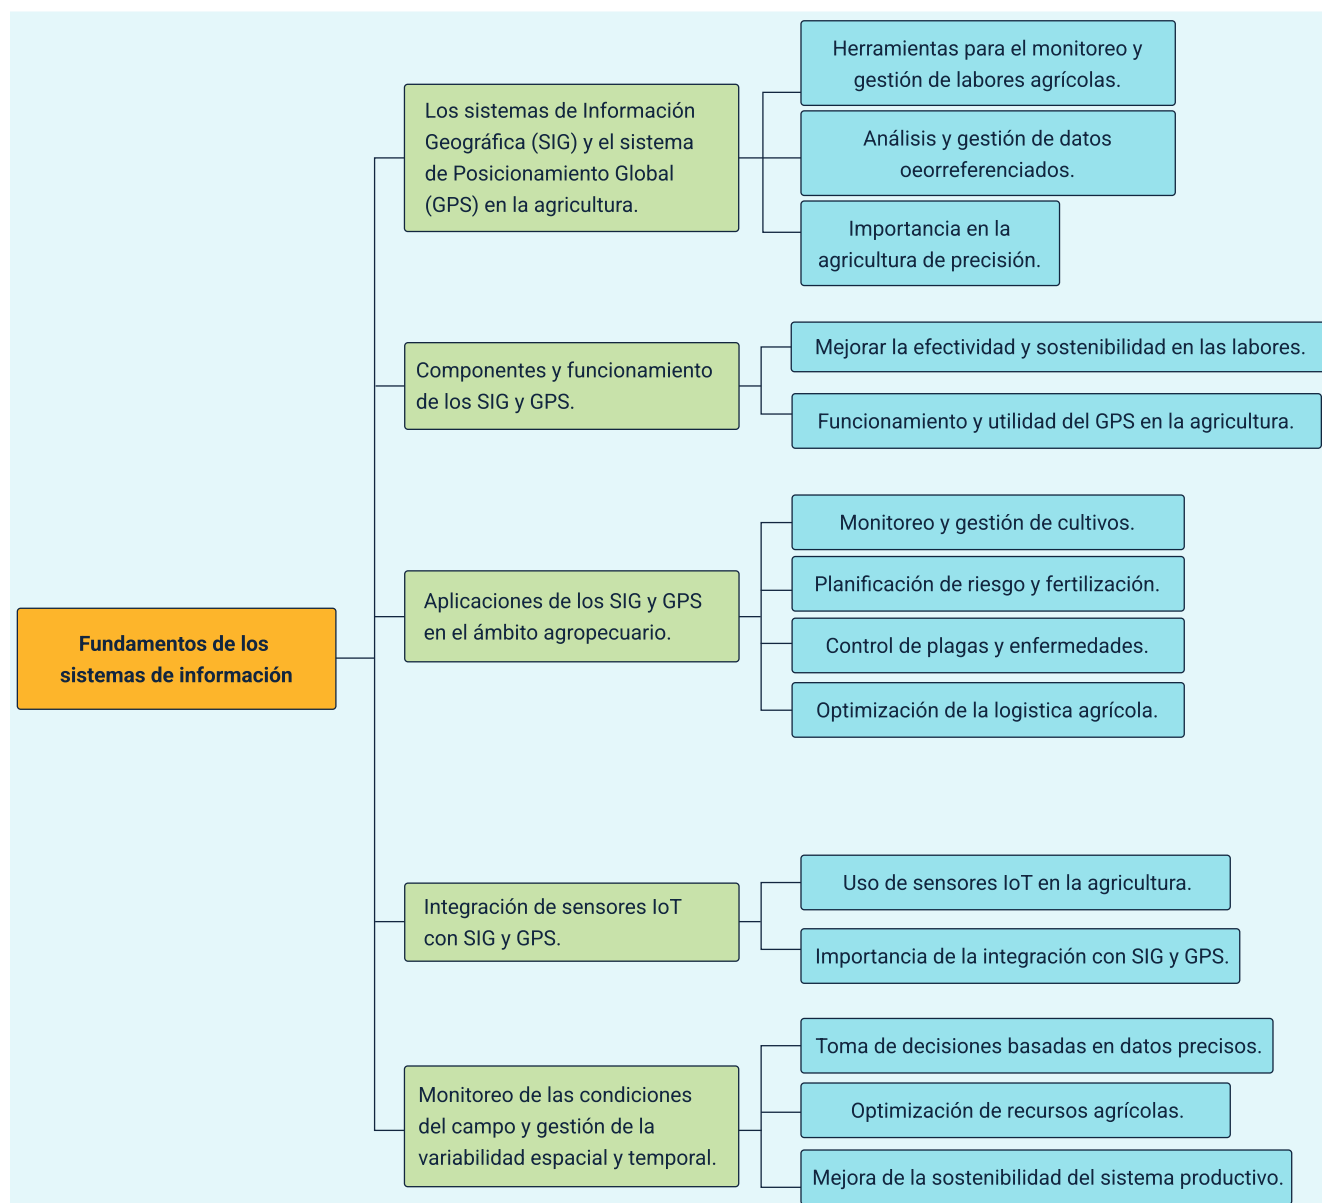 Fundamentos de los
sistemas de información
Los sistemas de Información
Geográfica (SIG) y el sistema
de Posicionamiento Global
(GPS) en la agricultura.
Herramientas para el monitoreo y
gestión de labores agrícolas.
Análisis y gestión de datos
oeorreferenciados.
Importancia en la
agricultura de precisión.
Componentes y funcionamiento
de los SIG y GPS.
Mejorar la efectividad y sostenibilidad en las labores.
Funcionamiento y utilidad del GPS en la agricultura.
Aplicaciones de los SIG y GPS
en el ámbito agropecuario.
Monitoreo y gestión de cultivos.
Planificación de riesgo y fertilización.
Control de plagas y enfermedades.
Optimización de la logistica agrícola.
Integración de sensores IoT
con SIG y GPS.
Uso de sensores IoT en la agricultura.
Importancia de la integración con SIG y GPS.
Monitoreo de las condiciones
del campo y gestión de la
variabilidad espacial y temporal.
Toma de decisiones basadas en datos precisos.
Optimización de recursos agrícolas.
Mejora de la sostenibilidad del sistema productivo.